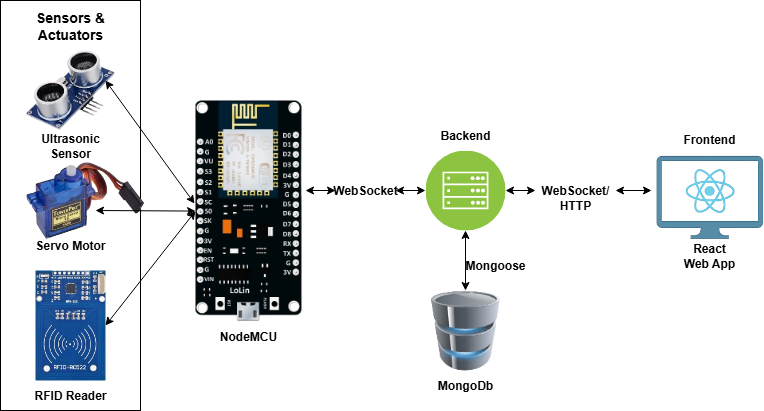 Sensors &
Actuators
Ultrasonic
Sensor
Servo Motor
RFID-RC522
RFID Reader
A0
G
VU
S3
S2
S1
SC
S0
SK
G
3V
EN
RST
G
VIN
D0
D1
D2
D3
D4
3V
G
D5
D6
D7
D8
RX
TX
G
3V
LoLin
NodeMCU
WebSocket
Backend
Mongoose
MongoDb
WebSocket/
HTTP
Frontend
React
Web App